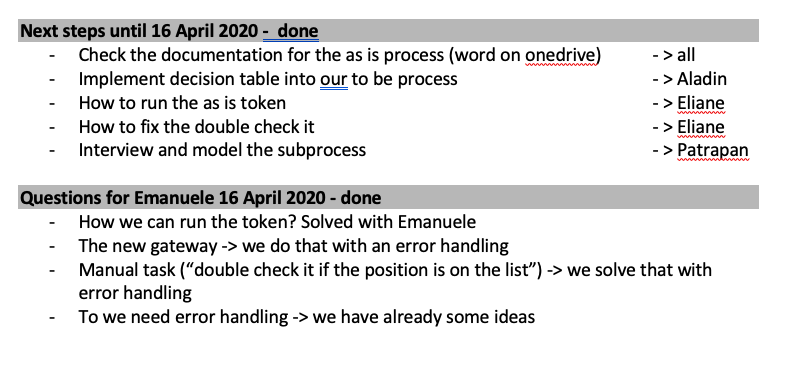 Next steps until 16 April 2020 - done
- Check the documentation for the as is process (word on onedrive) - > all
- Implement decision table into our to be process - > Aladin
- How to run the as is token - > Eliane
- How to fix the double check it - > Eliane
- Interview and model the subprocess - > Patrapan
Questions for Emanuele 16 April 2020 - done
- How we can run the token? Solved with Emanuele
- The new gateway -> we do that with an error handling
- Manual task (“double check it if the position is on the list”) -> we solve that with
error handling
- To we need error handling -> we have already some ideas